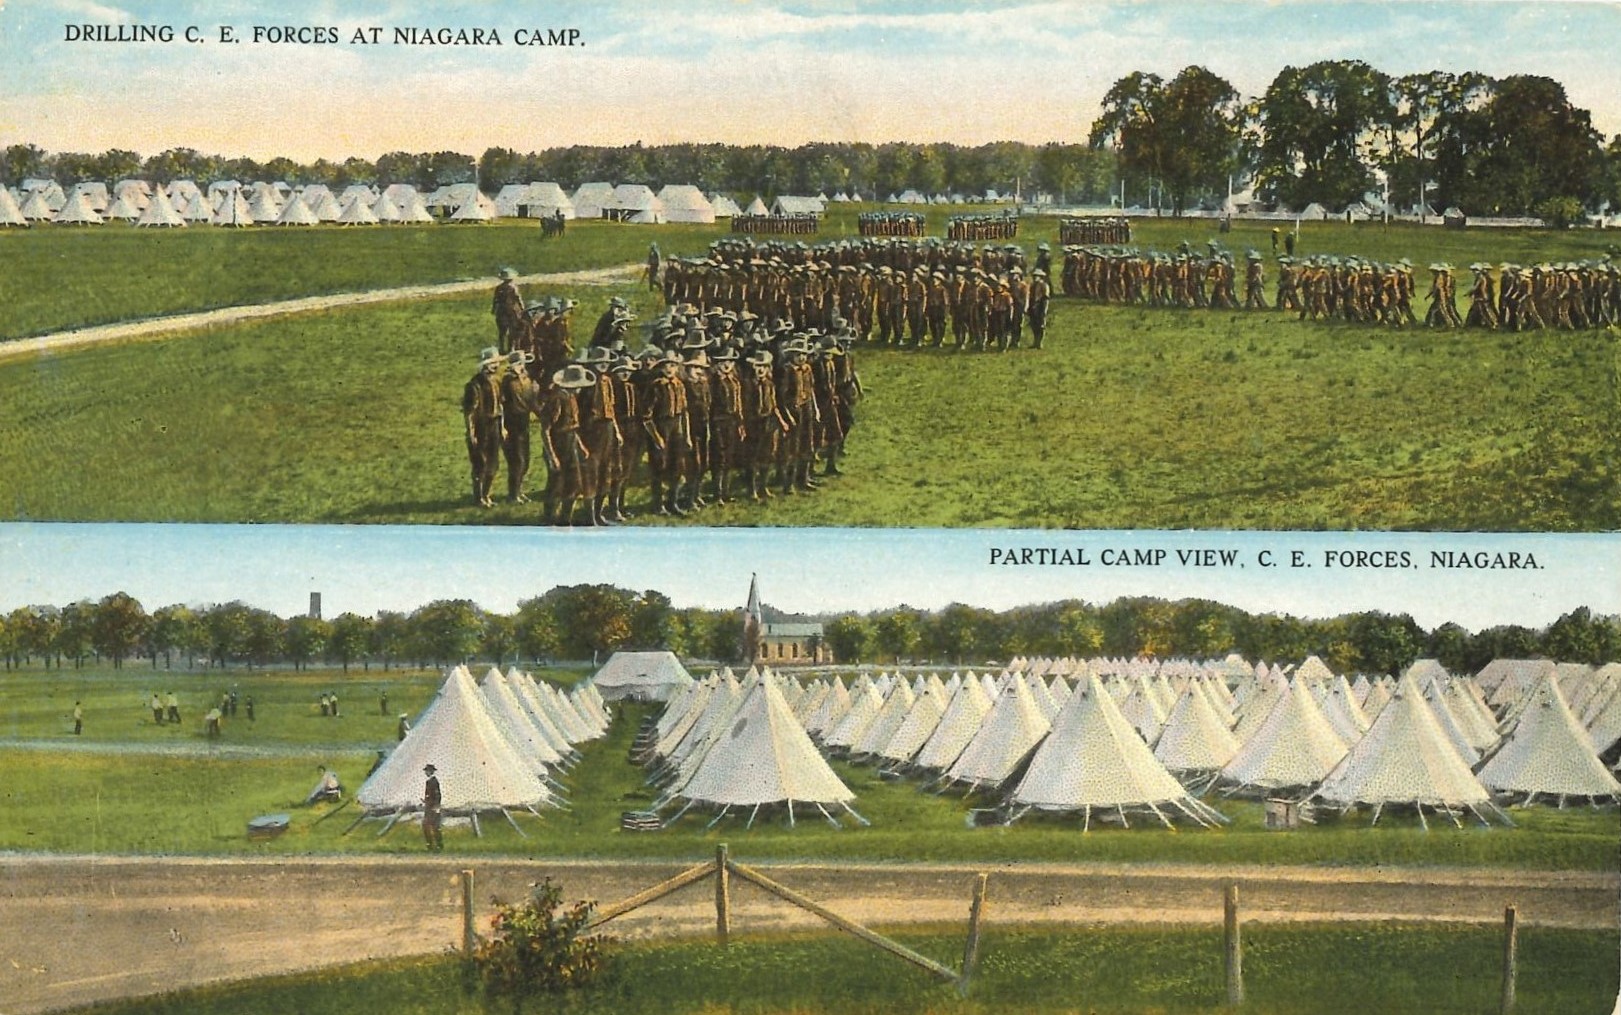 DRILLING C. E. FORCES AT NIAGARA CAMP.
PARTIAL CAMP VIEW, C. E. FORCES, NIAGARA.